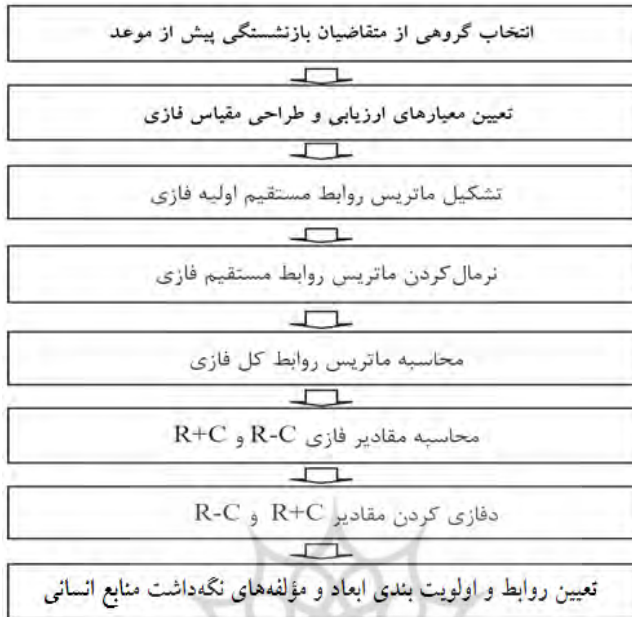 انتخاب گروهی از متقاضیان بازنشستگی پیش از موعد
تعیین معیارهای ارزیابی و طراحی مقیاس فازی
تشکیل ماتریس روابط مستقیم اولیه فازی
نرمال‌کردن ماتریس روابط مستقیم فازی
محاسبه ماتریس روابط کل فازی
محاسبه مقادیر فازی R-C و R+C
دفازی کردن مقادیر R+C و R-C
تعیین روابط و اولویت بندی ابعاد و مؤلفه‌های نگه‌داشت منابع انسانی